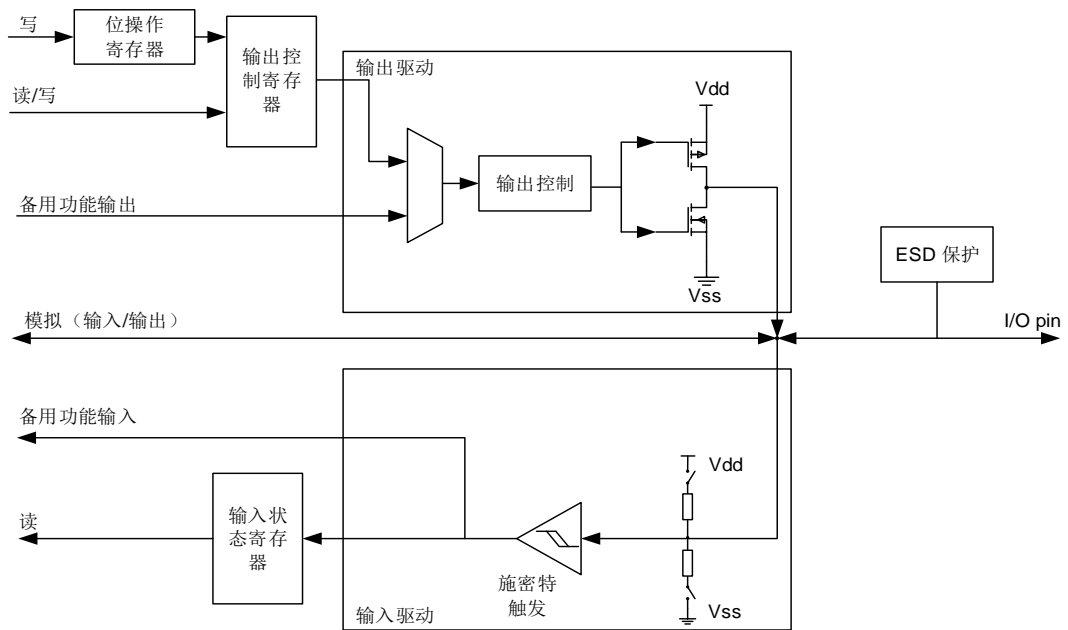 写
位操作
寄存器
输出控
制寄存
器
读/写
输出驱动
Vdd
输出控制
备用功能输出
Vss
ESD 保护
模拟（输入/输出）
I/O pin
备用功能输入
Vdd
读
输入状
态寄存
器
施密特
触发
Vss
输入驱动